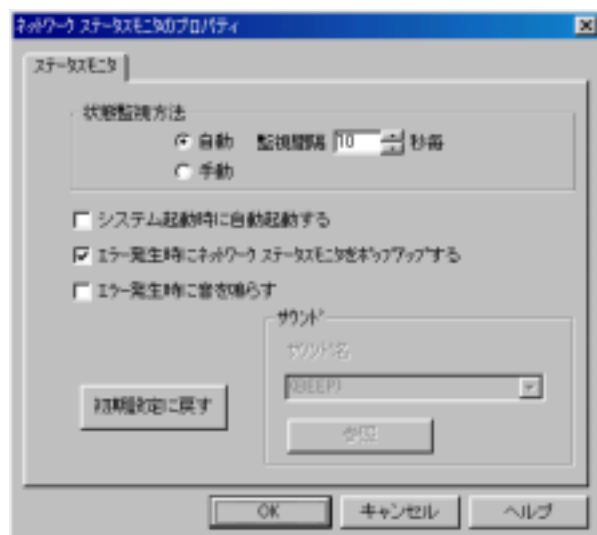 ネットワーク ステータスモニタのプロパティ
ステータスモニタ
状態監視方法
自動 監視間隔 10 秒毎
手動
システム起動時に自動起動する
エラー発生時にネットワーク ステータスモニタをポップアップする
エラー発生時に音を鳴らす
サウンド
サウンド名
(BEEP)
初期設定に戻す
参照
OK キャンセル ヘルプ